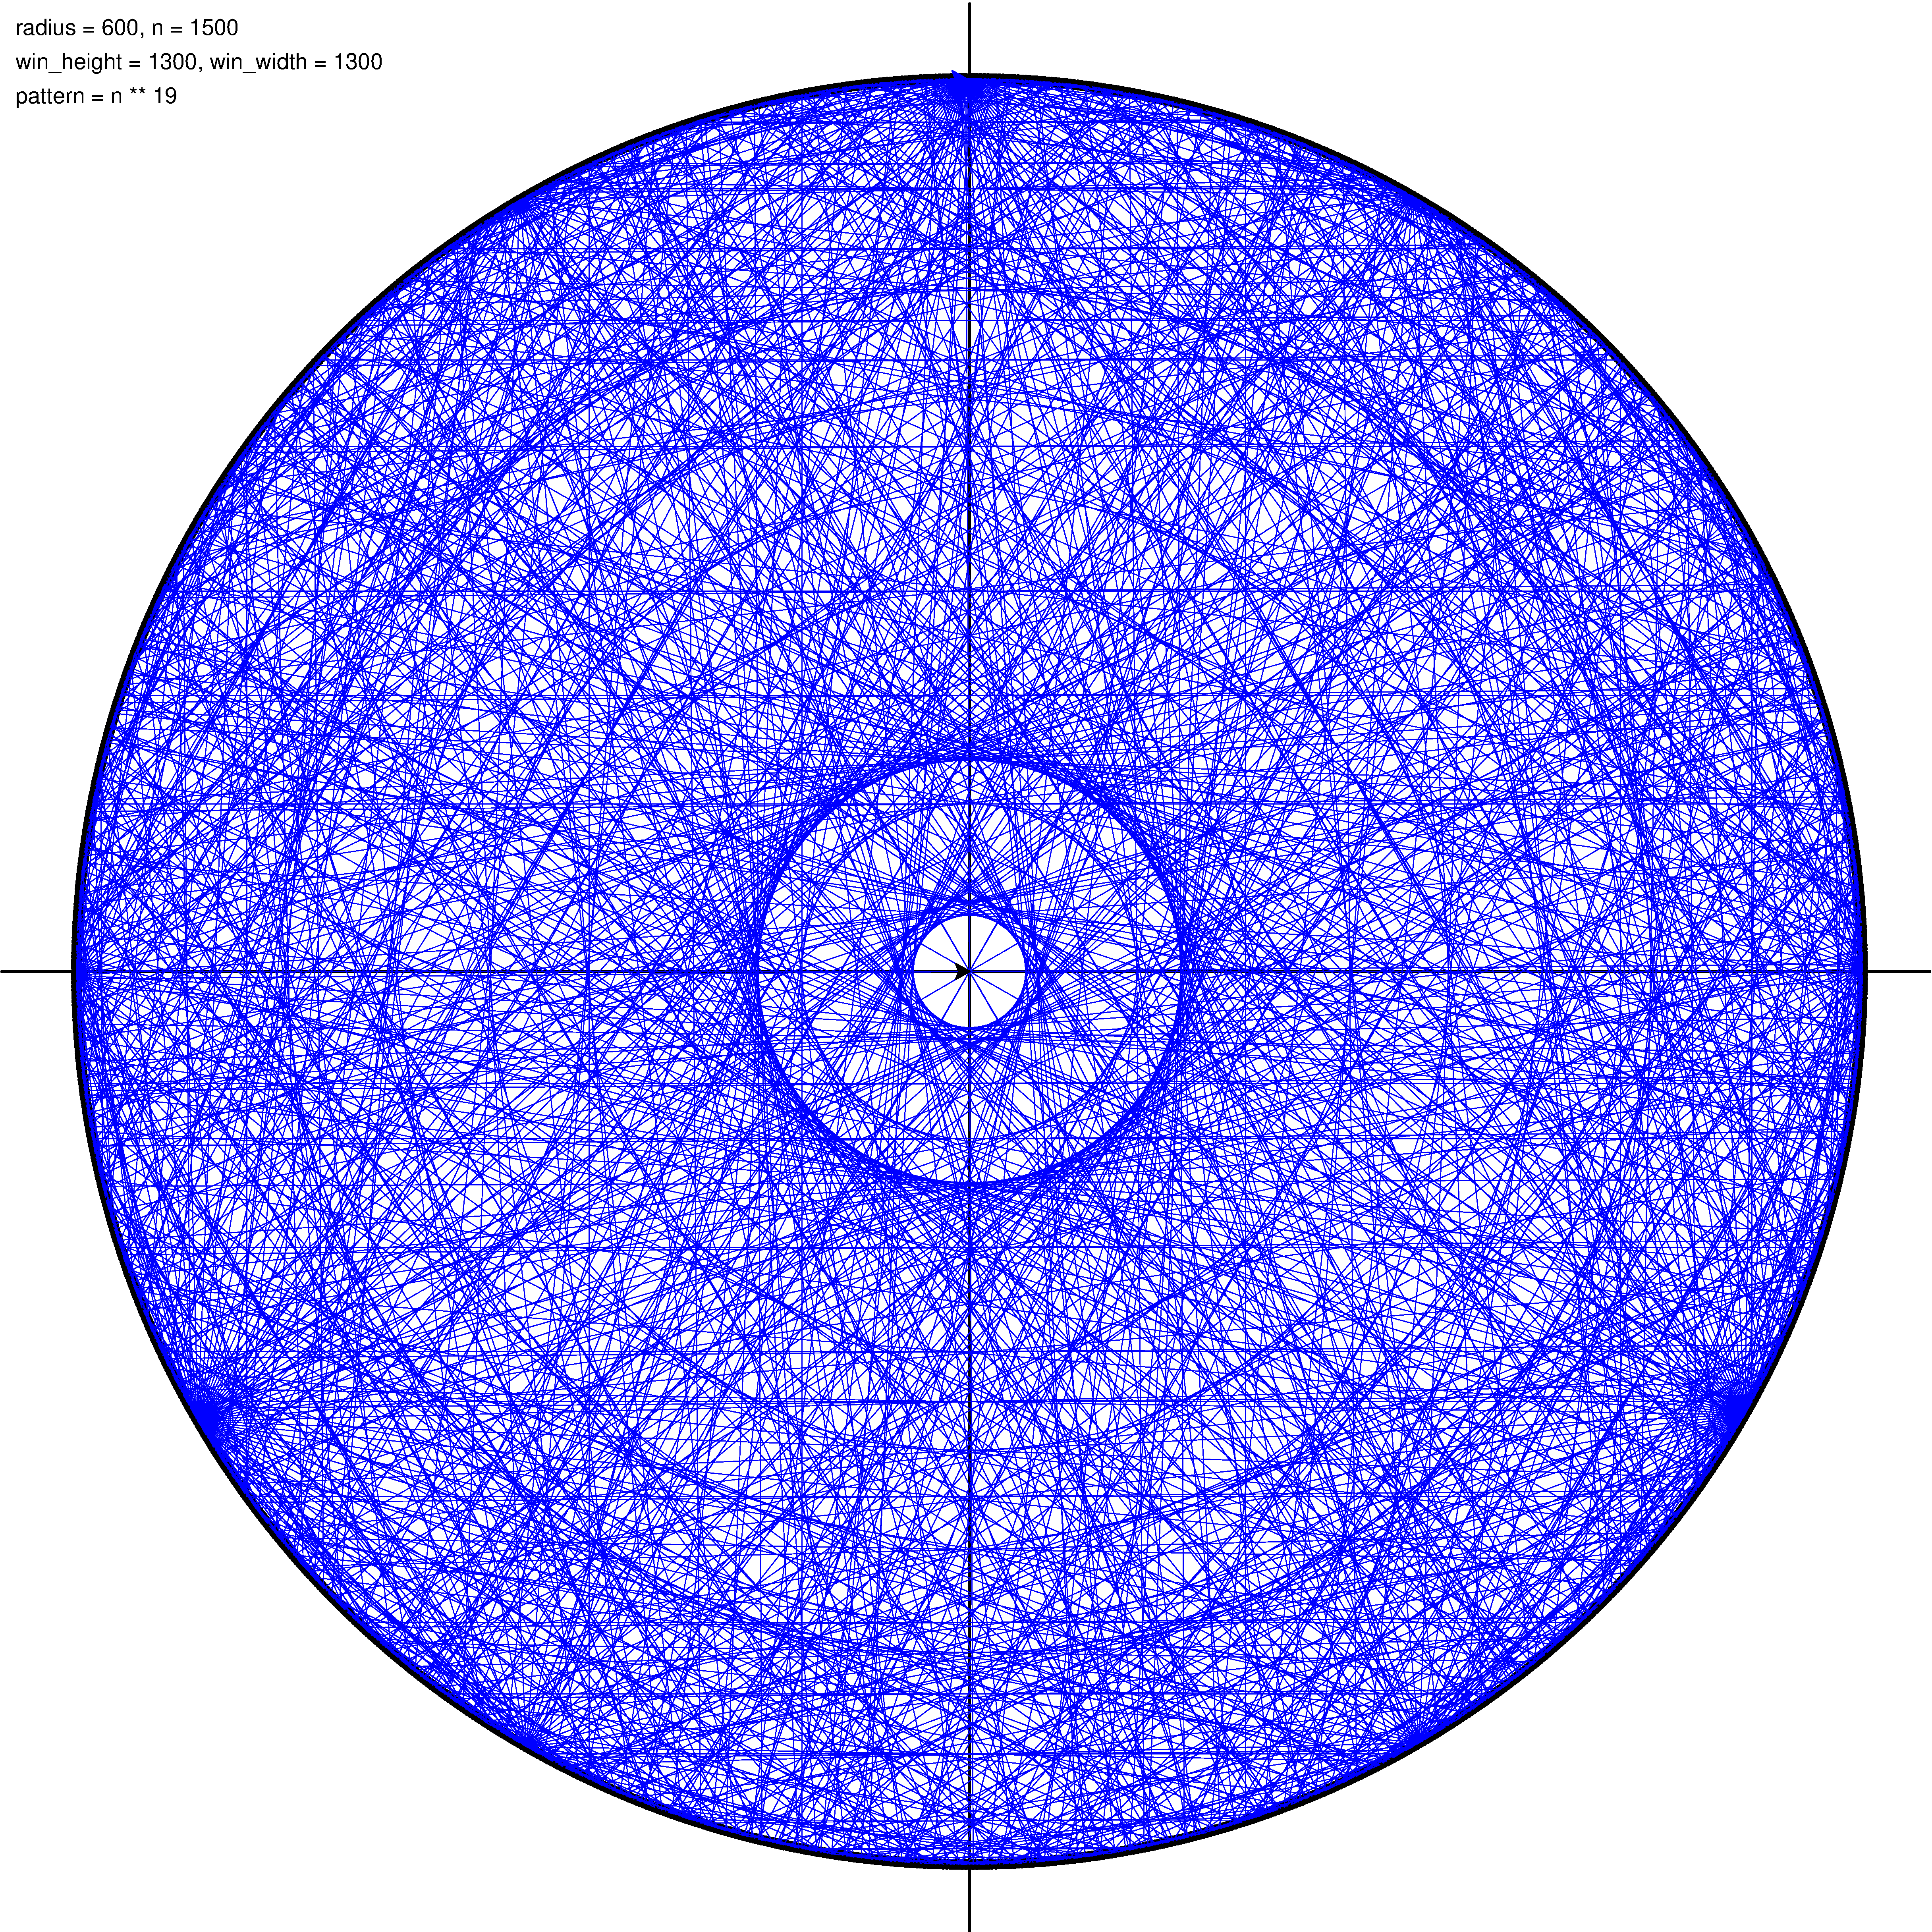 radius = 600, n = 1500
win_height = 1300, win_width = 1300
pattern = n ** 19